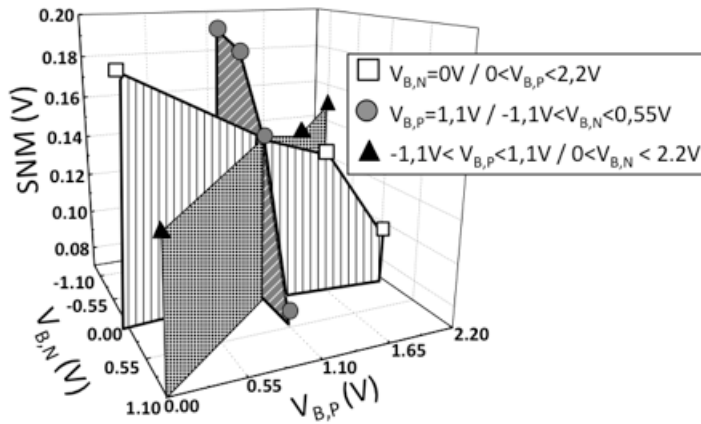 0.20
0.18
0.16
0.14
0.12
0.10
0.08
SNM (V)
-1.10
-0.55
0.00
0.55
1.10
V_B,N (V)
0.00
0.55
1.10
1.65
2.20
V_B,P (V)
V_B,N=0V / 0<V_B,P<2,2V
V_B,P=1,1V / -1,1V<V_B,N<0,55V
-1,1V< V_B,P<1,1V / 0<V_B,N < 2.2V